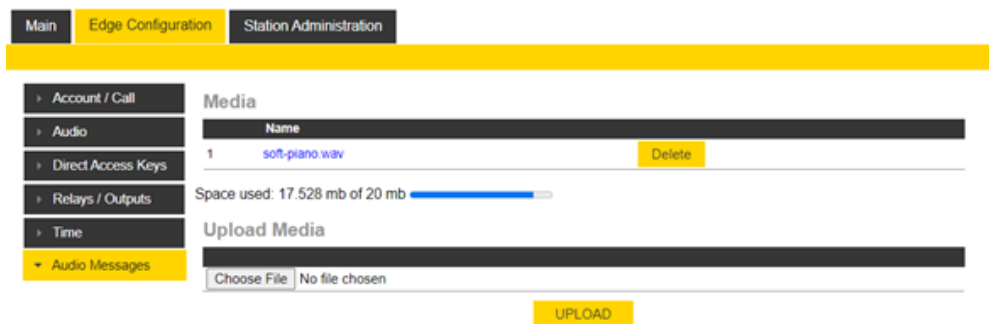 Main Edge Configuration Station Administration
Account / Call
Audio
Direct Access Keys
Relays / Outputs
Time
Audio Messages
Media
Name
1 soft-piano.wav Delete
Space used: 17.528 mb of 20 mb
Upload Media
Choose File No file chosen
UPLOAD